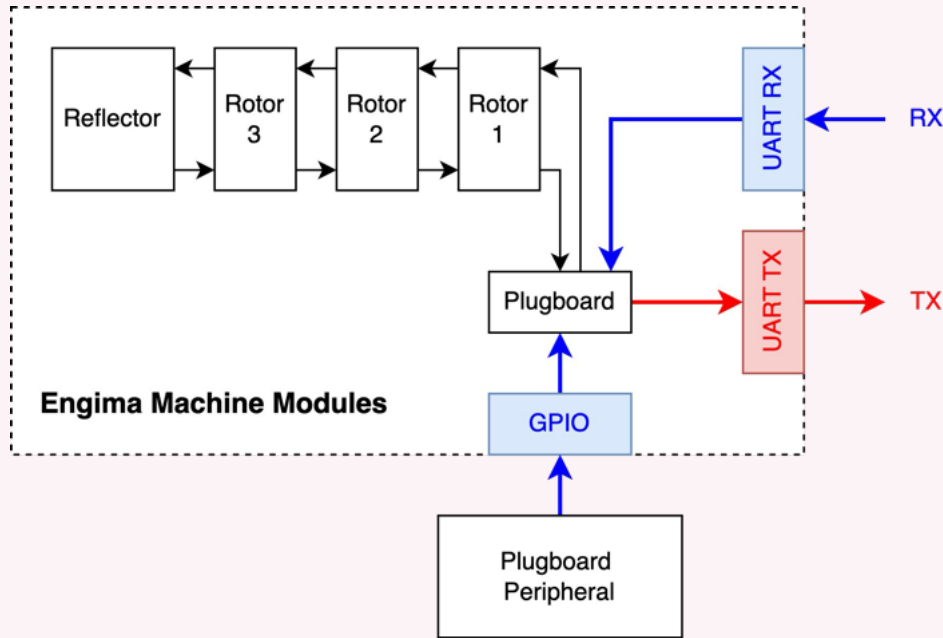 Reflector
Rotor
3
Rotor
2
Rotor
1
UART RX
RX
Plugboard
UART TX
TX
Engima Machine Modules
GPIO
Plugboard
Peripheral